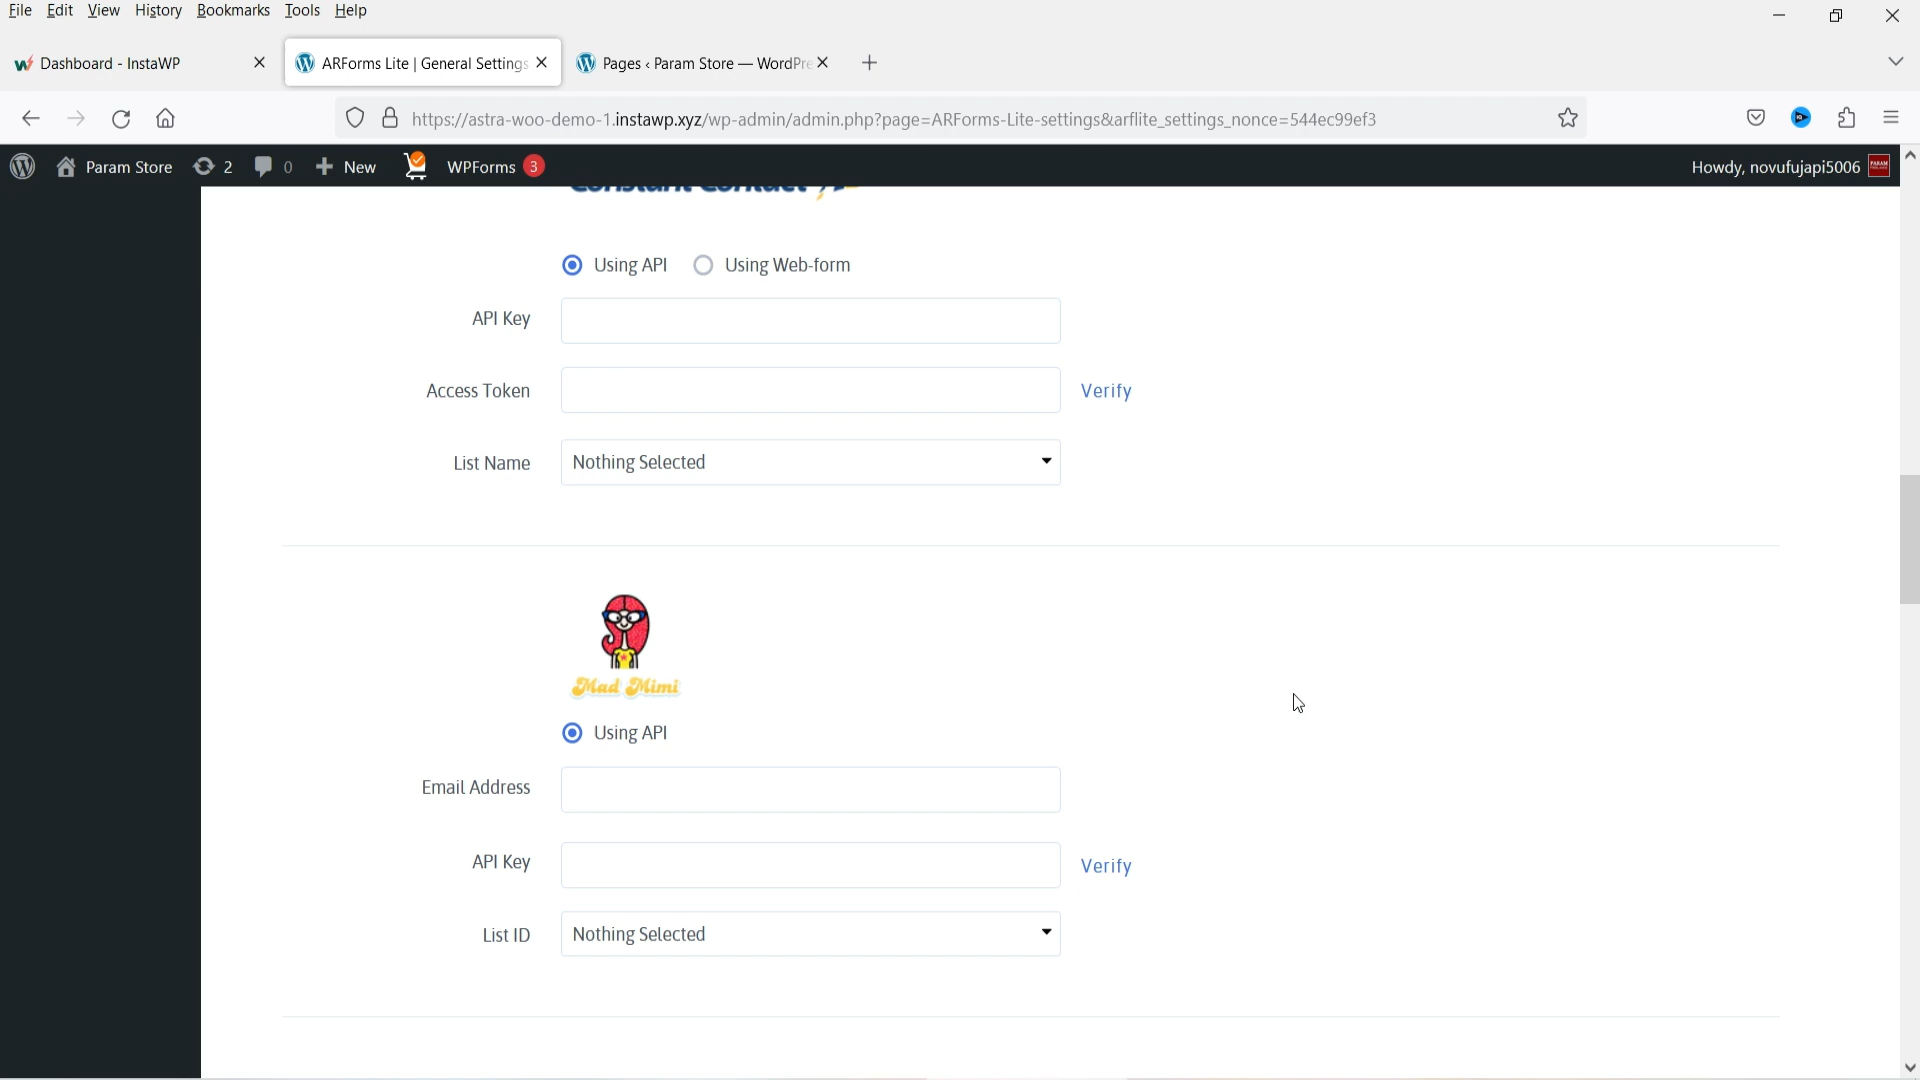 File Edit View History Bookmarks Tools Help
Dashboard - InstaWP
ARForms Lite | General Settings
Pages ‹ Param Store — WordPre
https://astra-woo-demo-1.instawp.xyz/wp-admin/admin.php?page=ARForms-Lite-settings&arflite_settings_nonce=544ec99ef3
Param Store 2 0 New WPForms 3 Howdy, novufujapi5006
Constant Contact
Using API Using Web-form
API Key
Access Token Verify
List Name Nothing Selected
Mad Mimi
Using API
Email Address
API Key Verify
List ID Nothing Selected